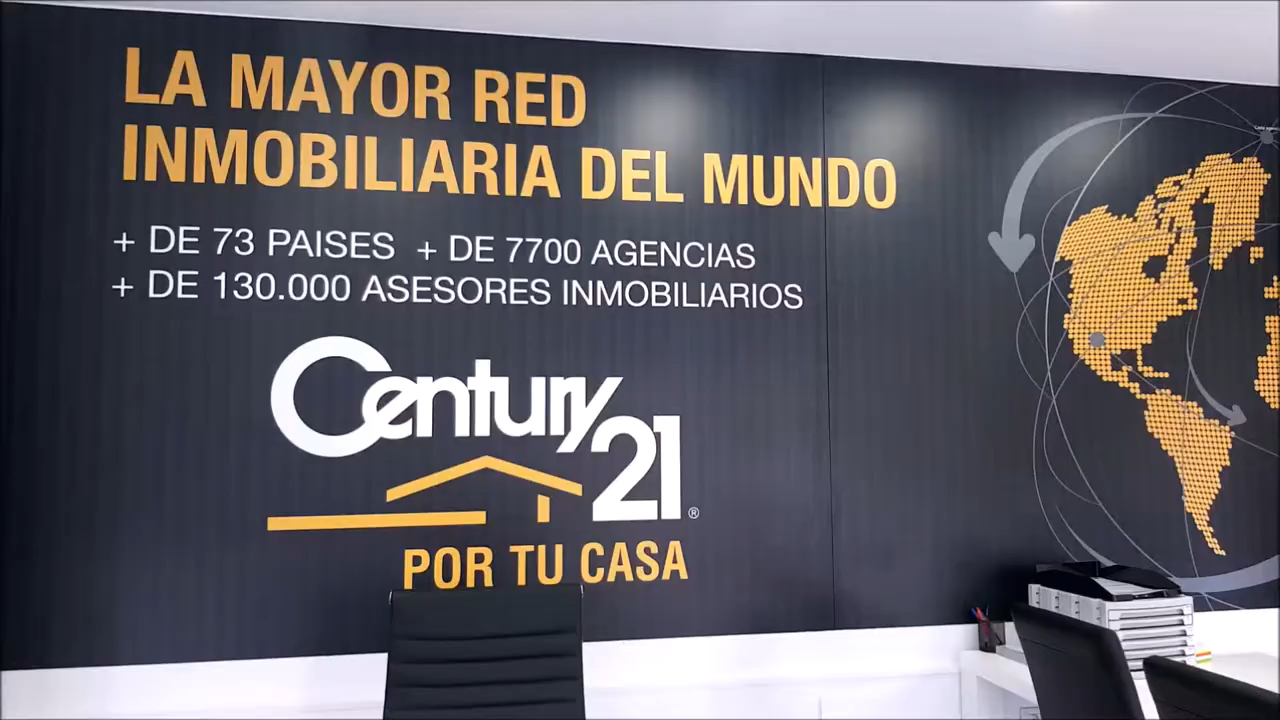 LA MAYOR RED
INMOBILIARIA DEL MUNDO
+ DE 73 PAISES + DE 7700 AGENCIAS
+ DE 130.000 ASESORES INMOBILIARIOS
Century
21®
POR TU CASA